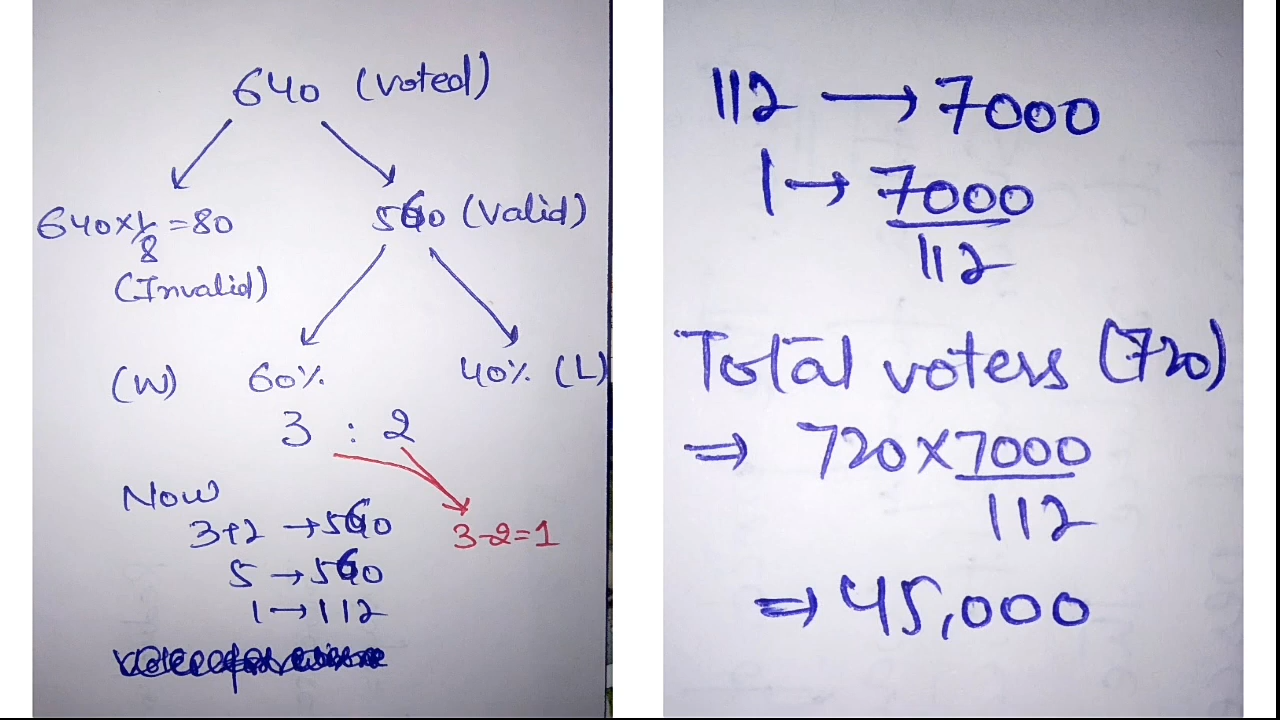 640 (voted)
640×1/8=80
560 (Valid)
(Invalid)
(W) 60% 40% (L)
3 : 2
Now
3+2 →560
3-2=1
5 →560
1→112
112 → 7000
1→ 7000
112
Total voters (720)
⇒ 720×7000
112
⇒ 45,000